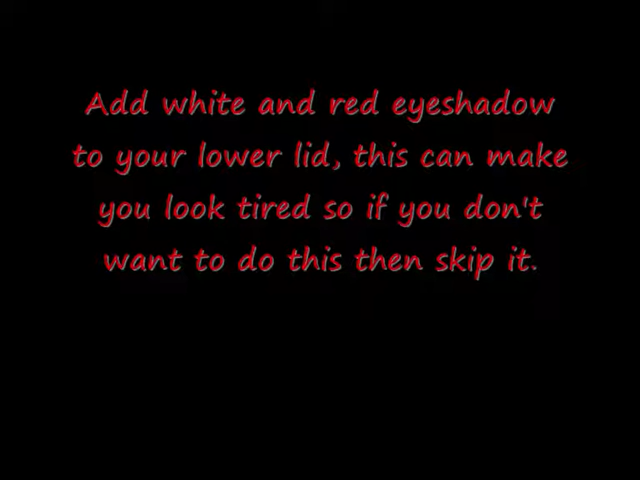 Add white and red eyeshadow
to your lower lid, this can make
you look tired so if you don't
want to do this then skip it.